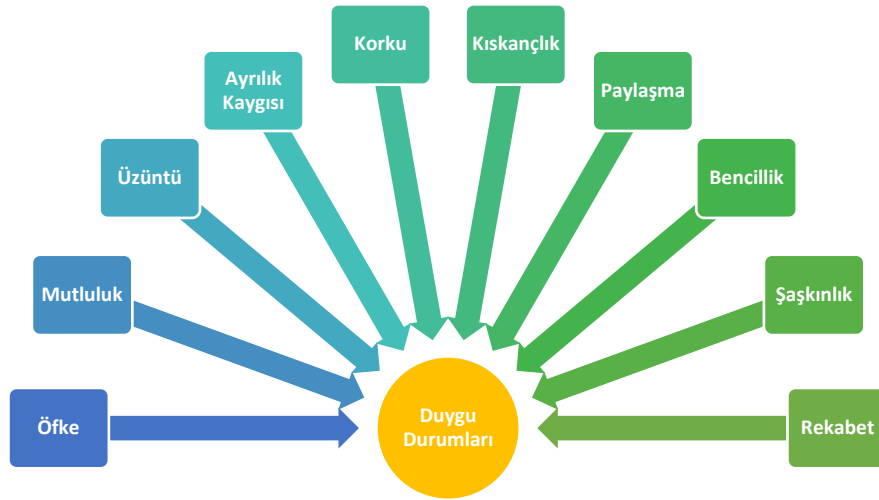 Korku
Kıskançlık
Ayrılık
Kaygısı
Paylaşma
Üzüntü
Bencillik
Mutluluk
Şaşkınlık
Öfke
Duygu
Durumları
Rekabet